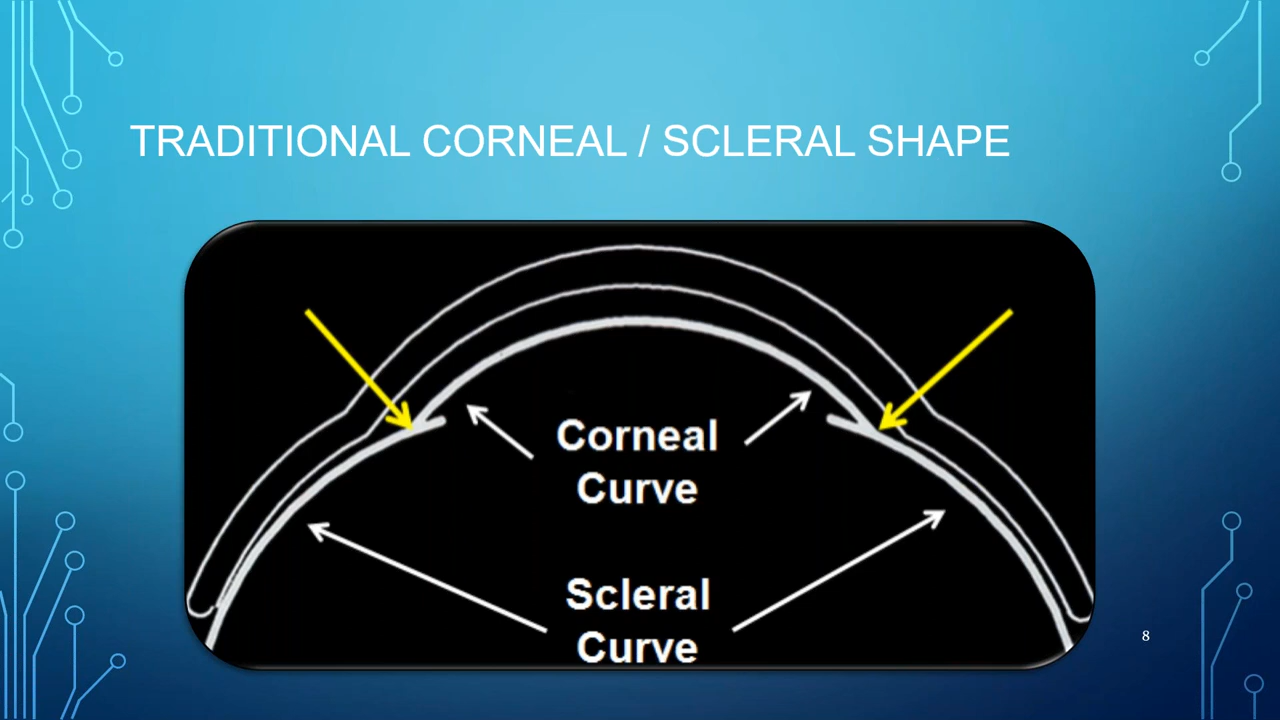 TRADITIONAL CORNEAL / SCLERAL SHAPE
Corneal
Curve
Scleral
Curve
8